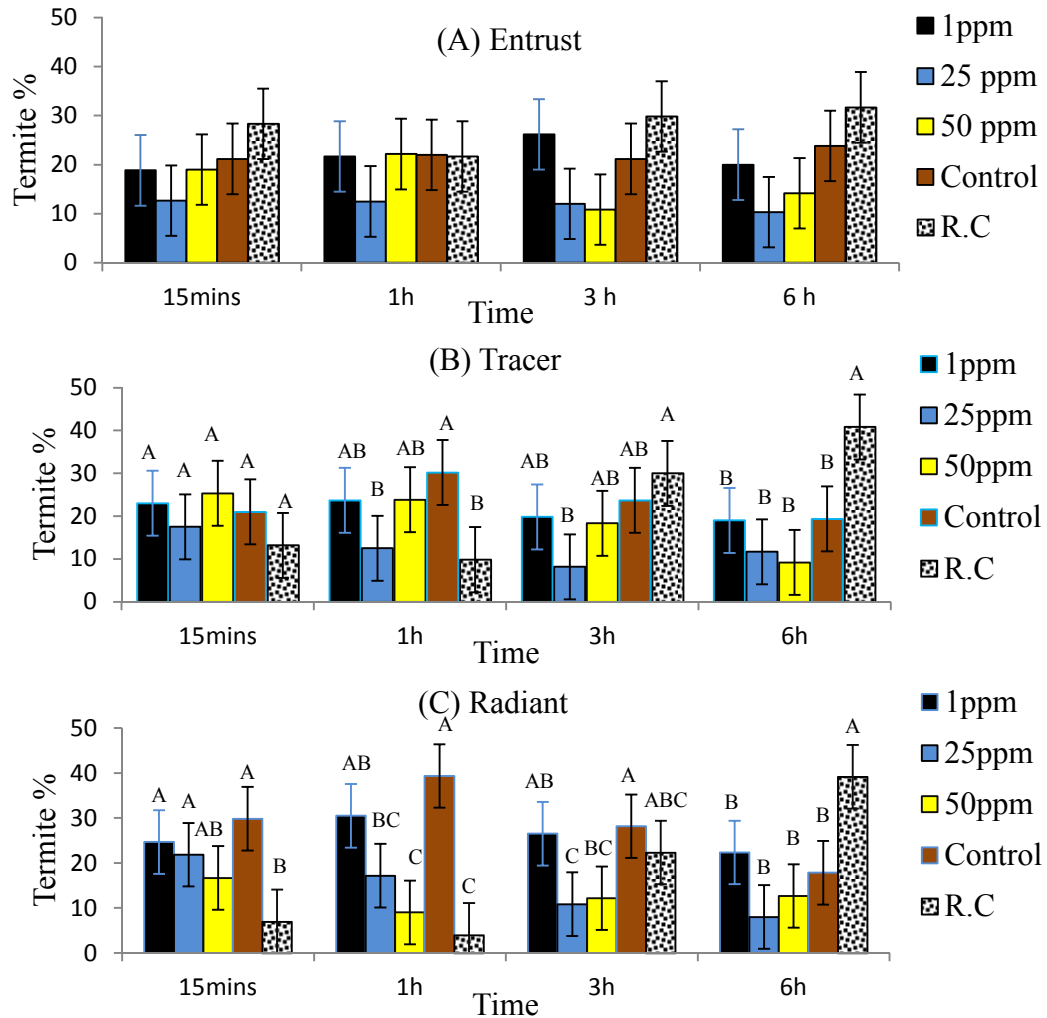 (A) Entrust
Termite %
50
40
30
20
10
0
15mins 1h 3 h 6 h
Time
1ppm
25 ppm
50 ppm
Control
R.C
(B) Tracer
Termite %
50
40
30
20
10
0
A A A A A
AB B AB A B
AB B AB AB A
B B B B A
15mins 1h 3h 6h
Time
1ppm
25ppm
50ppm
Control
R.C
(C) Radiant
Termite %
50
40
30
20
10
0
A A AB A B
AB BC C A C
AB C BC A ABC
B B B B A
15mins 1h 3h 6h
Time
1ppm
25ppm
50ppm
Control
R.C